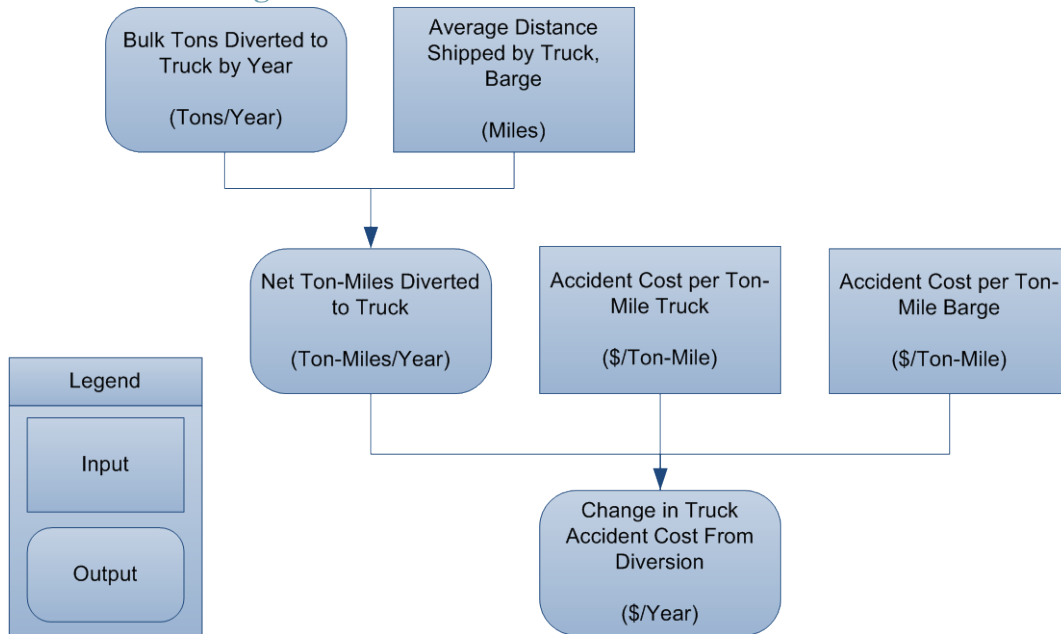 Bulk Tons Diverted to
Truck by Year
(Tons/Year)
Average Distance
Shipped by Truck,
Barge
(Miles)
Net Ton-Miles Diverted
to Truck
(Ton-Miles/Year)
Accident Cost per Ton-
Mile Truck
($/Ton-Mile)
Accident Cost per Ton-
Mile Barge
($/Ton-Mile)
Legend
Input
Output
Change in Truck
Accident Cost From
Diversion
($/Year)